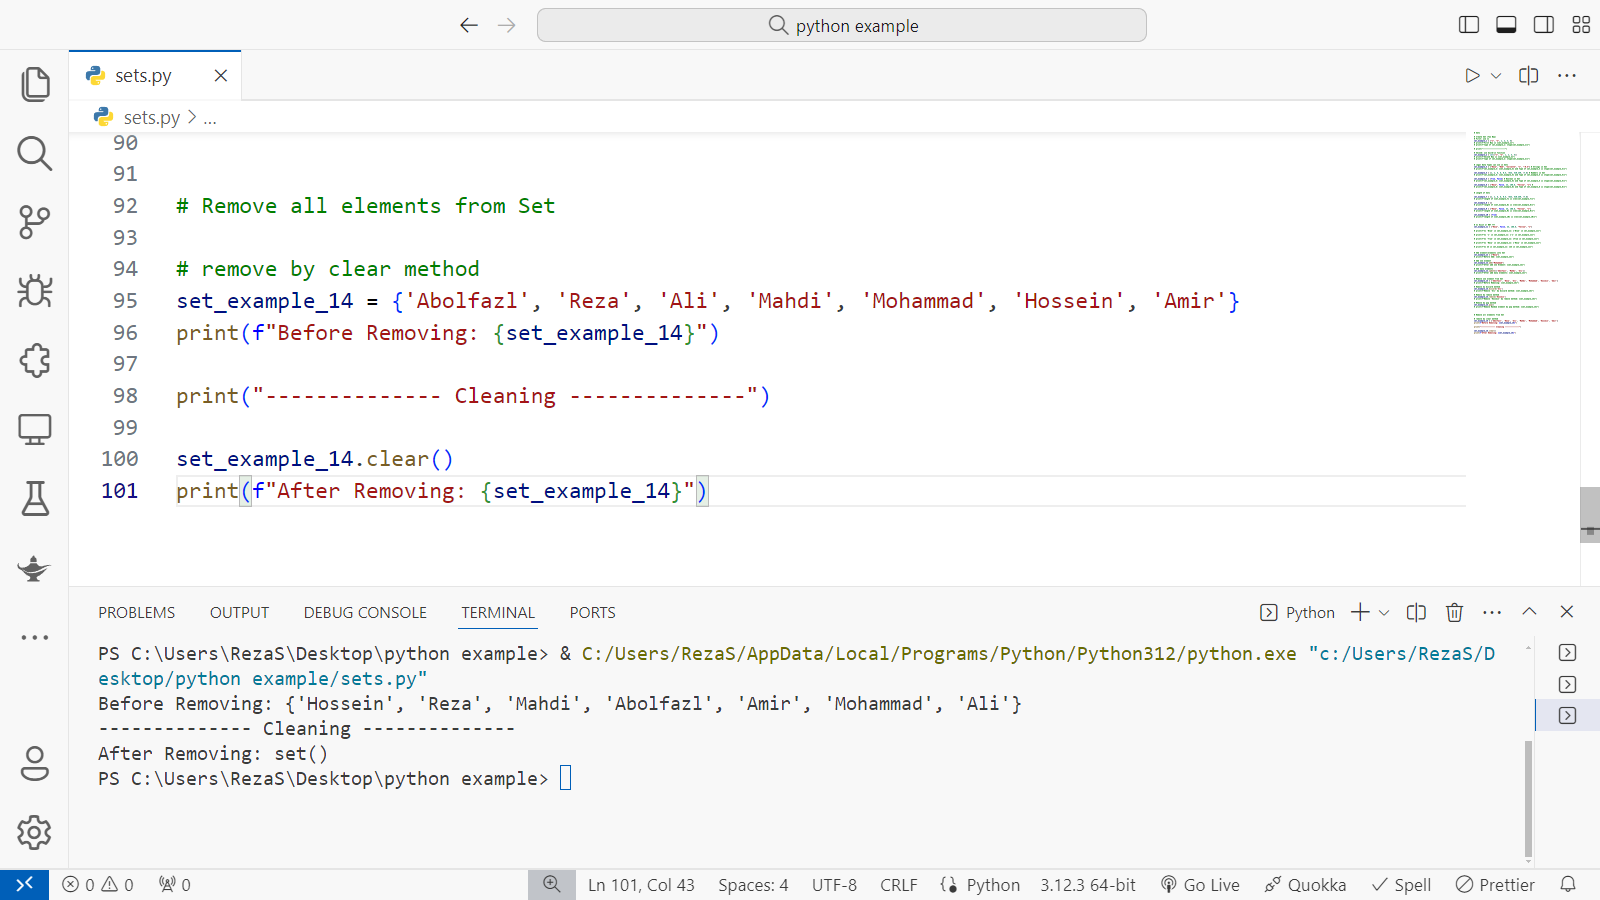 python example
sets.py
sets.py > ...
90
91
92 # Remove all elements from Set
93
94 # remove by clear method
95 set_example_14 = {'Abolfazl', 'Reza', 'Ali', 'Mahdi', 'Mohammad', 'Hossein', 'Amir'}
96 print(f"Before Removing: {set_example_14}")
97
98 print("-------------- Cleaning --------------")
99
100 set_example_14.clear()
101 print(f"After Removing: {set_example_14}")
PROBLEMS OUTPUT DEBUG CONSOLE TERMINAL PORTS Python
PS C:\Users\RezaS\Desktop\python example> & C:/Users/RezaS/AppData/Local/Programs/Python/Python312/python.exe "c:/Users/RezaS/D
esktop/python example/sets.py"
Before Removing: {'Hossein', 'Reza', 'Mahdi', 'Abolfazl', 'Amir', 'Mohammad', 'Ali'}
-------------- Cleaning --------------
After Removing: set()
PS C:\Users\RezaS\Desktop\python example>
0 0 0 Ln 101, Col 43 Spaces: 4 UTF-8 CRLF {} Python 3.12.3 64-bit Go Live Quokka Spell Prettier